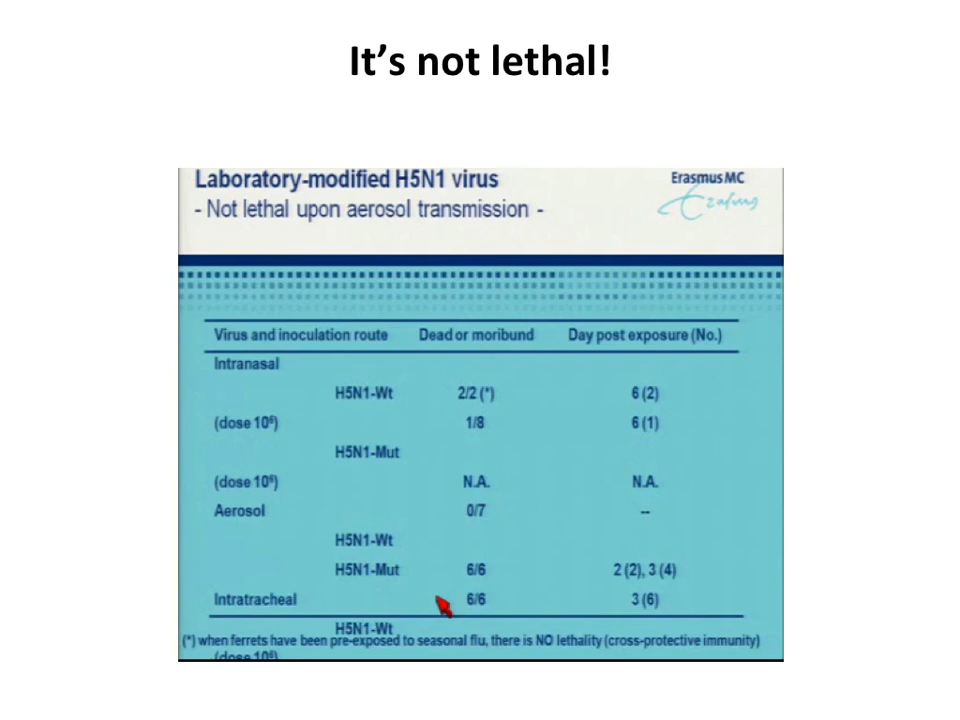 It's not lethal!
Laboratory-modified H5N1 virus
- Not lethal upon aerosol transmission -
Erasmus MC
Erasmus
Virus and inoculation route Dead or moribund Day post exposure (No.)
Intranasal
H5N1-Wt 2/2 (*) 6 (2)
(dose 10⁶) 1/8 6 (1)
H5N1-Mut
(dose 10⁶) N.A. N.A.
Aerosol 0/7 --
H5N1-Wt
H5N1-Mut 6/6 2 (2), 3 (4)
Intratracheal 6/6 3 (6)
H5N1-Wt
(*) when ferrets have been pre-exposed to seasonal flu, there is NO lethality (cross-protective immunity)
(dose 10⁶)